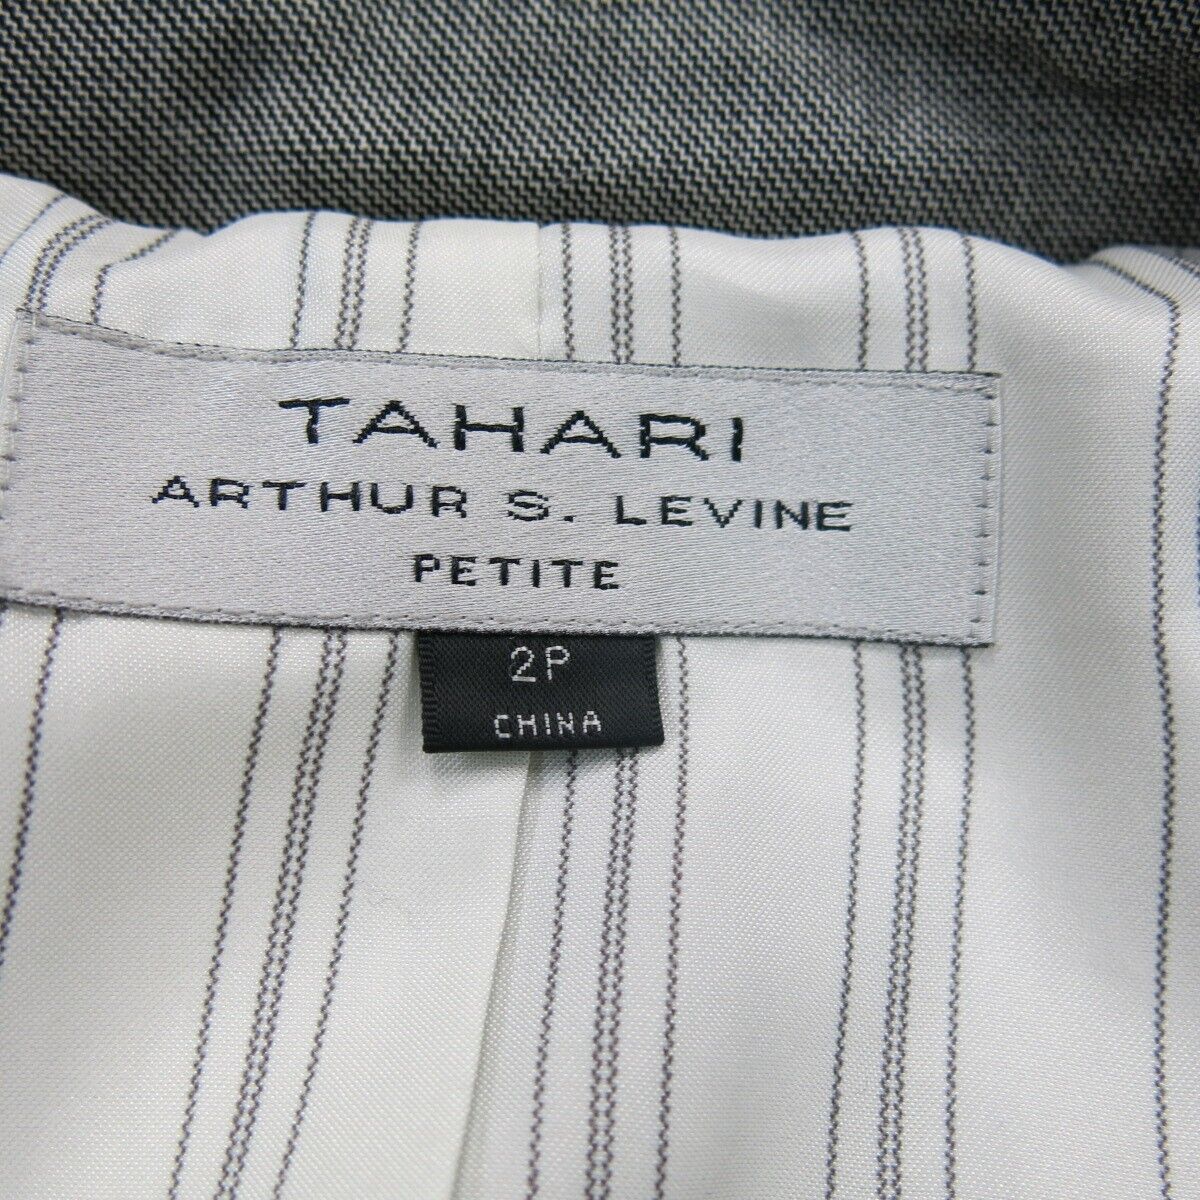 TAHARI
ARTHUR S. LEVINE
PETITE
2P
CHINA